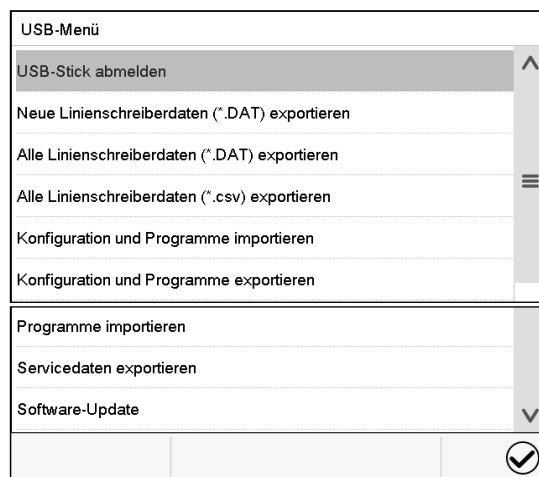 USB-Menü
USB-Stick abmelden
Neue Linienschreiberdaten (*.DAT) exportieren
Alle Linienschreiberdaten (*.DAT) exportieren
Alle Linienschreiberdaten (*.csv) exportieren
Konfiguration und Programme importieren
Konfiguration und Programme exportieren
Programme importieren
Servicedaten exportieren
Software-Update